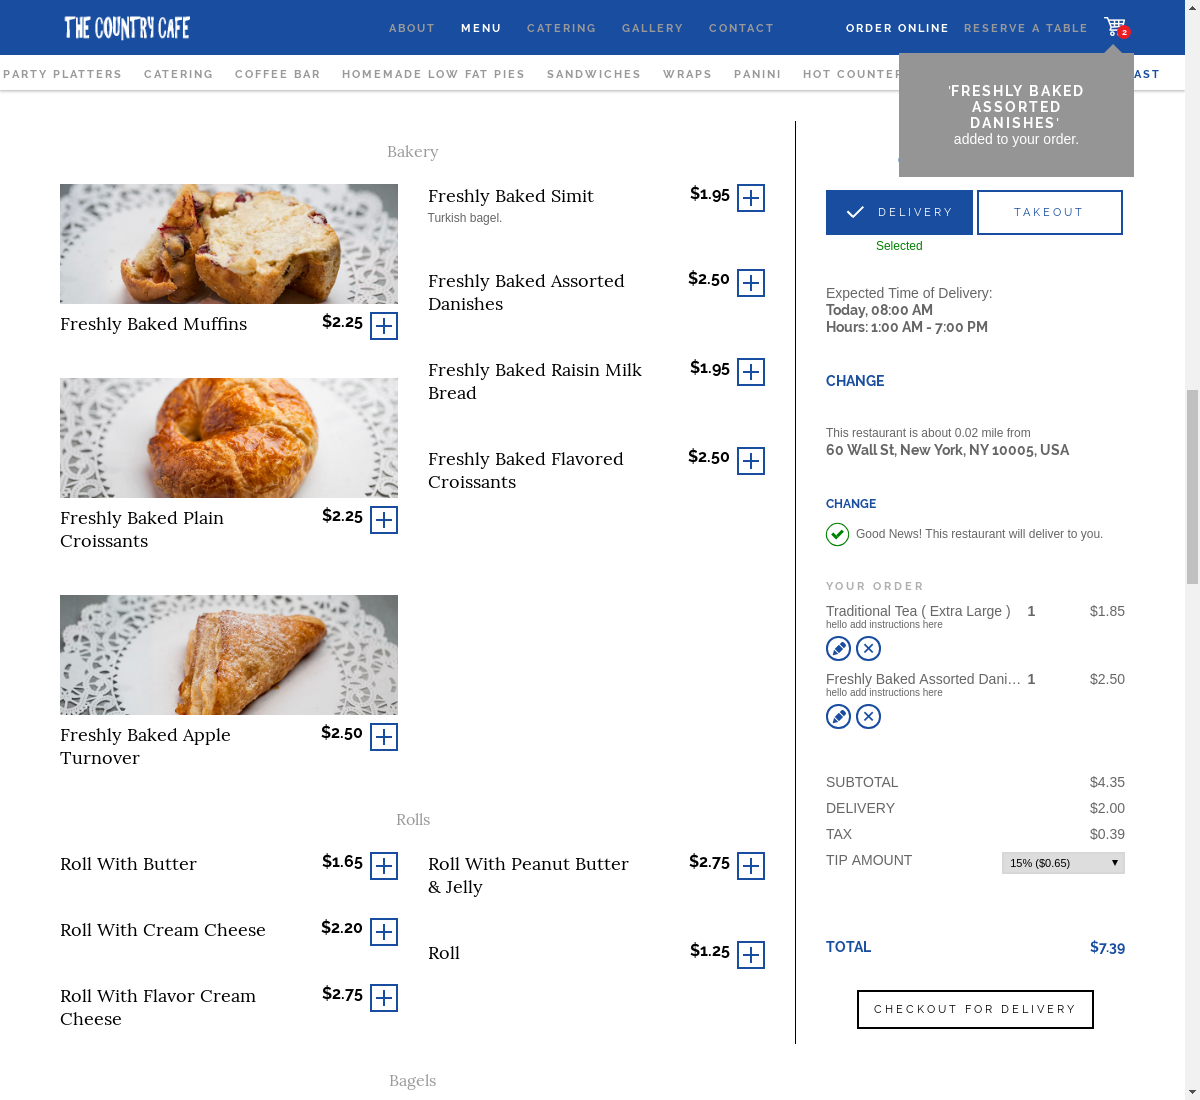 THE COUNTRY CAFE
ABOUT MENU CATERING GALLERY CONTACT ORDER ONLINE RESERVE A TABLE 2
PARTY PLATTERS CATERING COFFEE BAR HOMEMADE LOW FAT PIES SANDWICHES WRAPS PANINI HOT COUNTER AST
'FRESHLY BAKED
ASSORTED
DANISHES'
added to your order.
Bakery
Freshly Baked Muffins $2.25
Freshly Baked Plain
Croissants
$2.25
Freshly Baked Apple
Turnover
$2.50
Freshly Baked Simit $1.95
Turkish bagel.
Freshly Baked Assorted
Danishes
$2.50
Freshly Baked Raisin Milk
Bread
$1.95
Freshly Baked Flavored
Croissants
$2.50
Rolls
Roll With Butter $1.65
Roll With Cream Cheese $2.20
Roll With Flavor Cream
Cheese
$2.75
Roll With Peanut Butter
& Jelly
$2.75
Roll $1.25
Bagels
DELIVERY TAKEOUT
Selected
Expected Time of Delivery:
Today, 08:00 AM
Hours: 1:00 AM - 7:00 PM
CHANGE
This restaurant is about 0.02 mile from
60 Wall St, New York, NY 10005, USA
CHANGE
Good News! This restaurant will deliver to you.
YOUR ORDER
Traditional Tea ( Extra Large ) 1 $1.85
hello add instructions here
Freshly Baked Assorted Dani... 1 $2.50
hello add instructions here
SUBTOTAL $4.35
DELIVERY $2.00
TAX $0.39
TIP AMOUNT 15% ($0.65)
TOTAL $7.39
CHECKOUT FOR DELIVERY